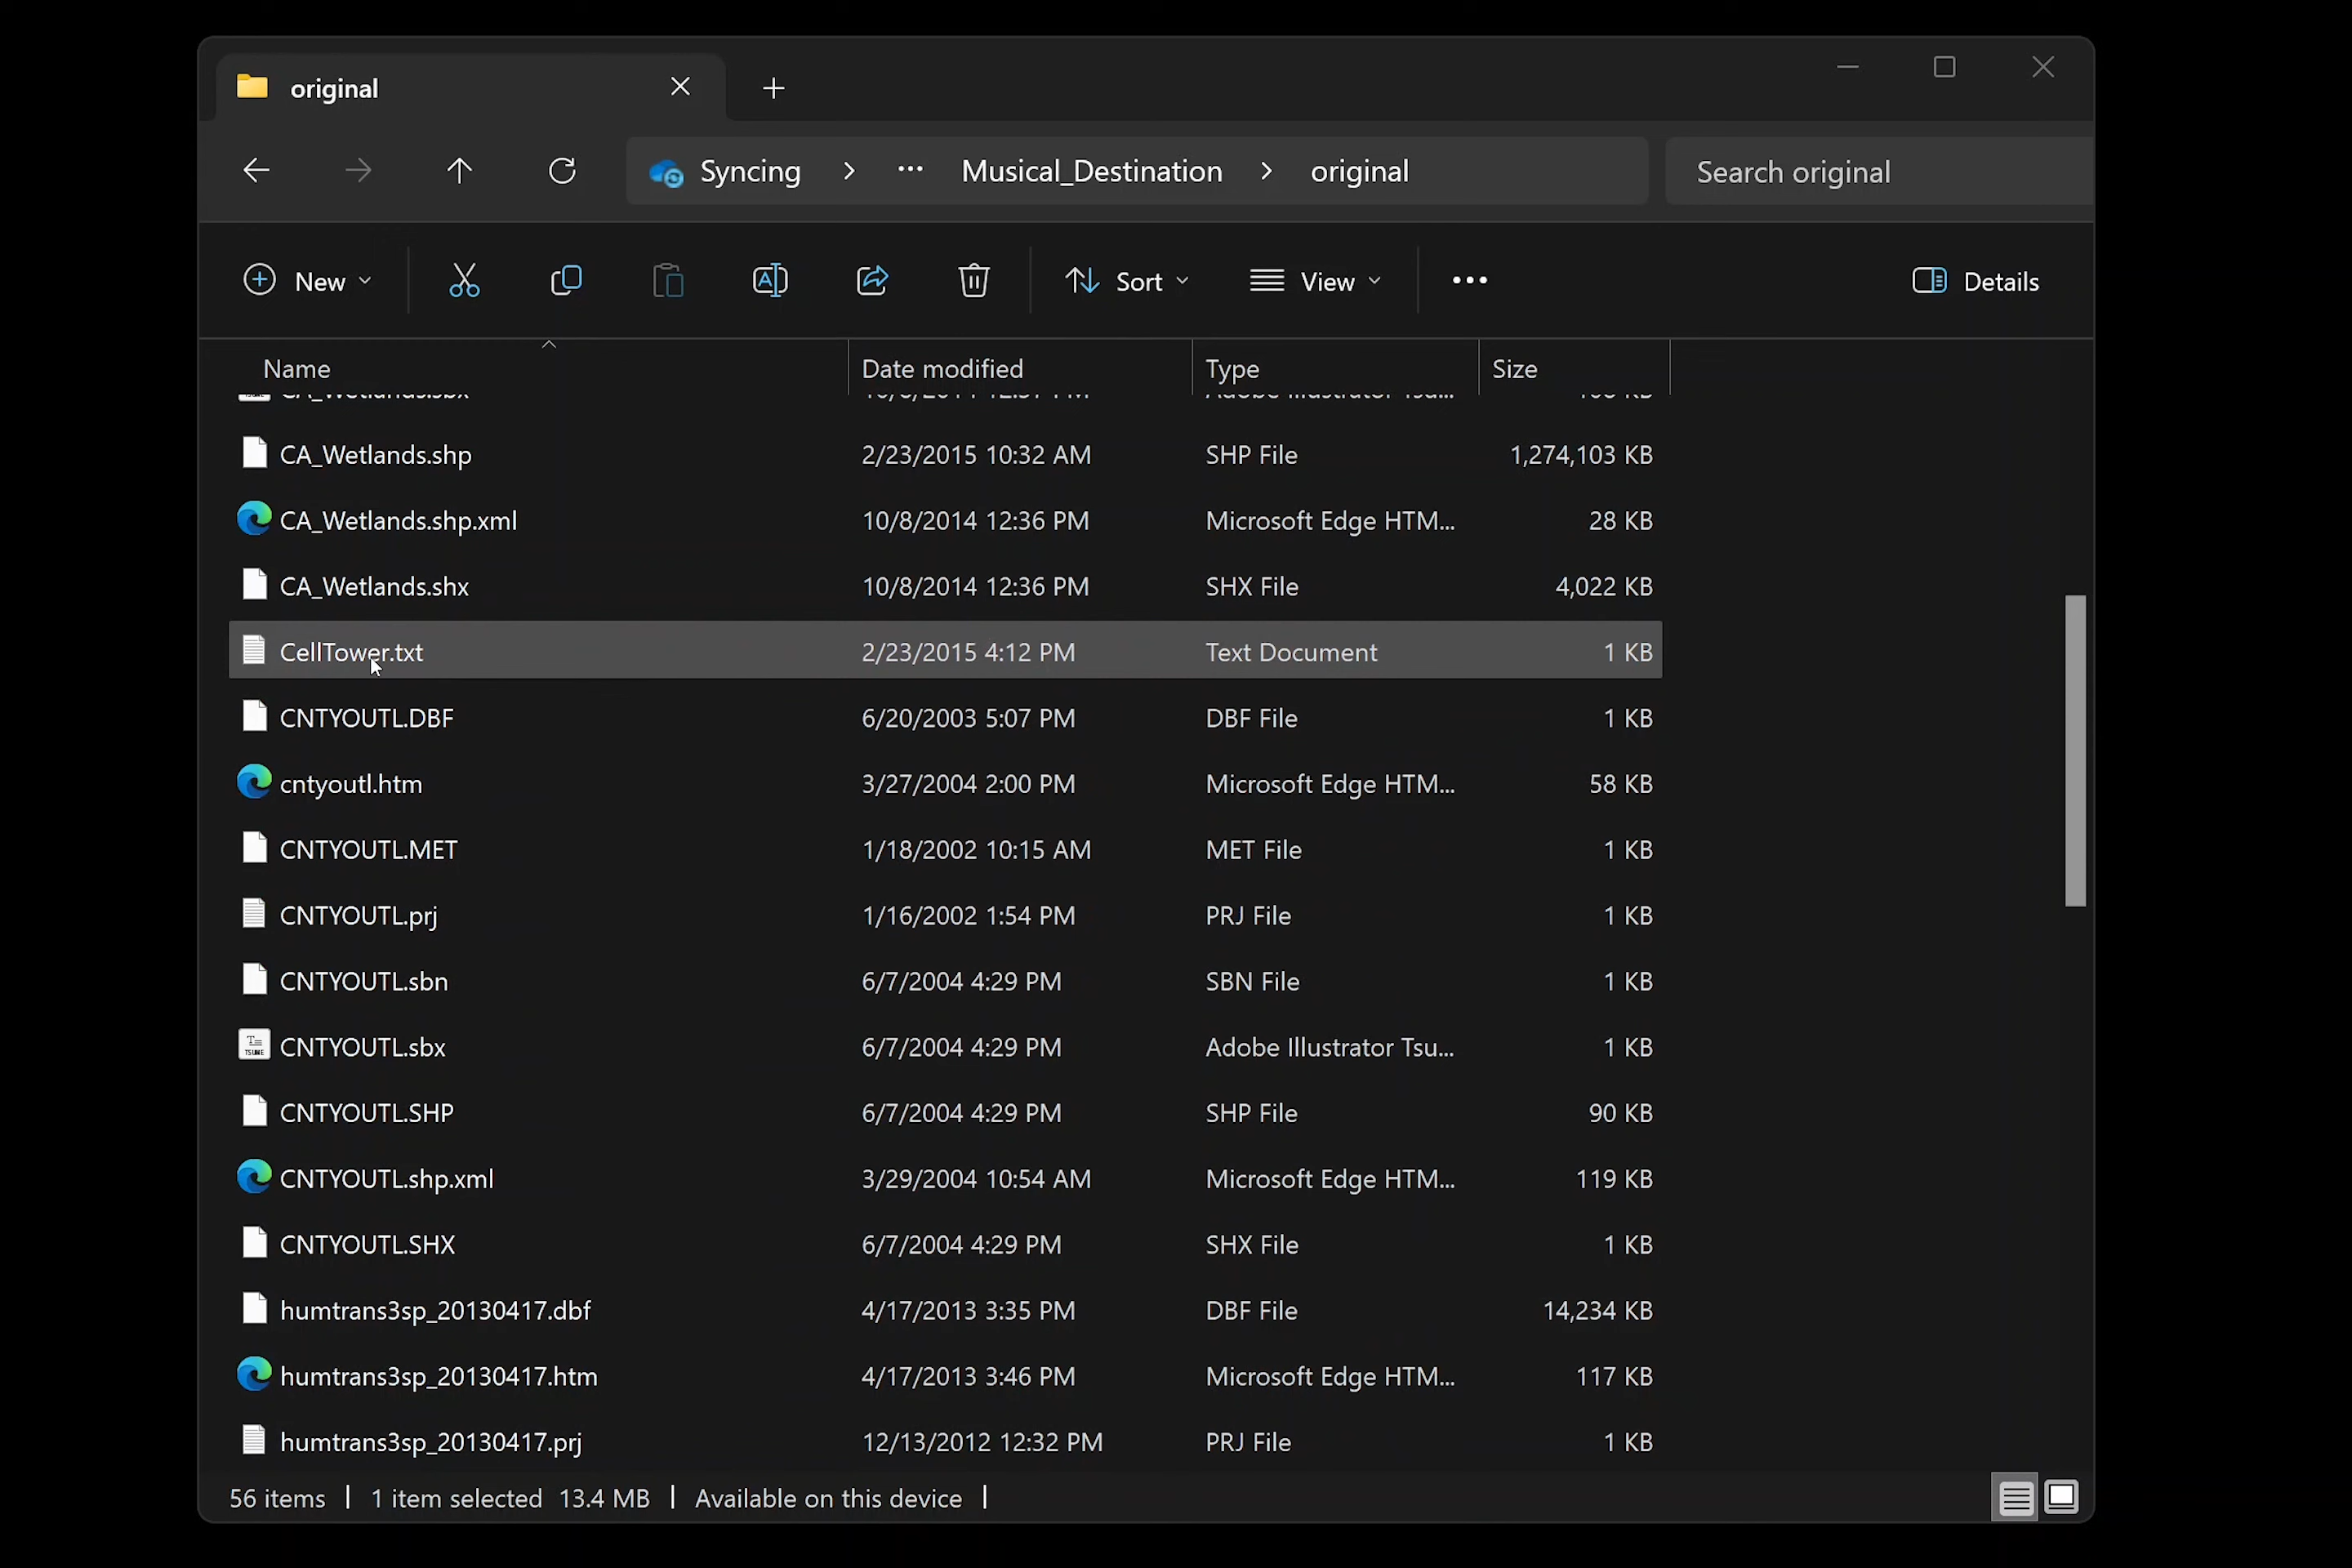 original
Syncing > ... Musical_Destination > original
Search original
New
Sort
View
Details
Name Date modified Type Size
CA_Wetlands.shp 2/23/2015 10:32 AM SHP File 1,274,103 KB
CA_Wetlands.shp.xml 10/8/2014 12:36 PM Microsoft Edge HTM... 28 KB
CA_Wetlands.shx 10/8/2014 12:36 PM SHX File 4,022 KB
CellTower.txt 2/23/2015 4:12 PM Text Document 1 KB
CNTYOUTL.DBF 6/20/2003 5:07 PM DBF File 1 KB
cntyoutl.htm 3/27/2004 2:00 PM Microsoft Edge HTM... 58 KB
CNTYOUTL.MET 1/18/2002 10:15 AM MET File 1 KB
CNTYOUTL.prj 1/16/2002 1:54 PM PRJ File 1 KB
CNTYOUTL.sbn 6/7/2004 4:29 PM SBN File 1 KB
CNTYOUTL.sbx 6/7/2004 4:29 PM Adobe Illustrator Tsu... 1 KB
CNTYOUTL.SHP 6/7/2004 4:29 PM SHP File 90 KB
CNTYOUTL.shp.xml 3/29/2004 10:54 AM Microsoft Edge HTM... 119 KB
CNTYOUTL.SHX 6/7/2004 4:29 PM SHX File 1 KB
humtrans3sp_20130417.dbf 4/17/2013 3:35 PM DBF File 14,234 KB
humtrans3sp_20130417.htm 4/17/2013 3:46 PM Microsoft Edge HTM... 117 KB
humtrans3sp_20130417.prj 12/13/2012 12:32 PM PRJ File 1 KB
56 items | 1 item selected 13.4 MB | Available on this device |